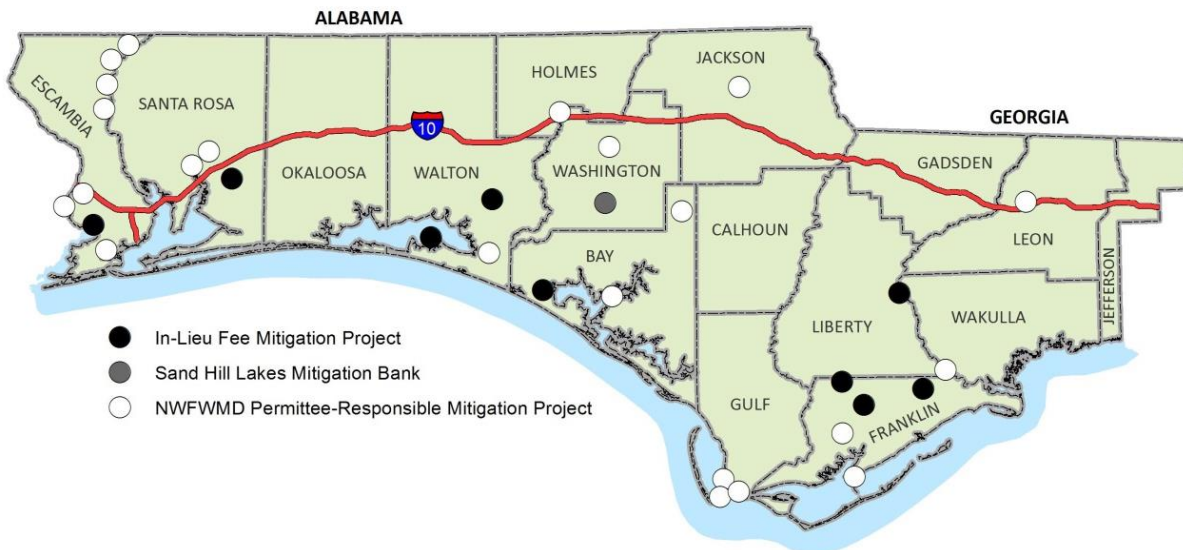 ALABAMA
HOLMES
JACKSON
ESCAMBIA
SANTA ROSA
GEORGIA
10
OKALOOSA
WALTON
WASHINGTON
GADSDEN
CALHOUN
LEON
BAY
JEFFERSON
LIBERTY
WAKULLA
GULF
FRANKLIN
In-Lieu Fee Mitigation Project
Sand Hill Lakes Mitigation Bank
NWFWMD Permittee-Responsible Mitigation Project